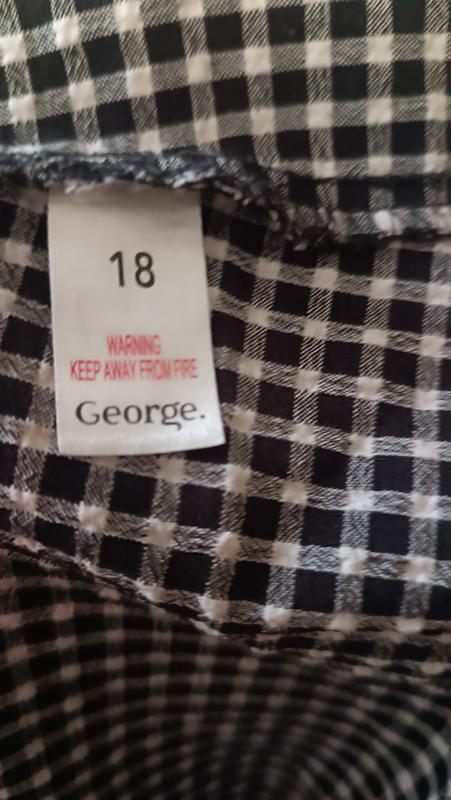 18
WARNING
KEEP AWAY FROM FIRE
George.